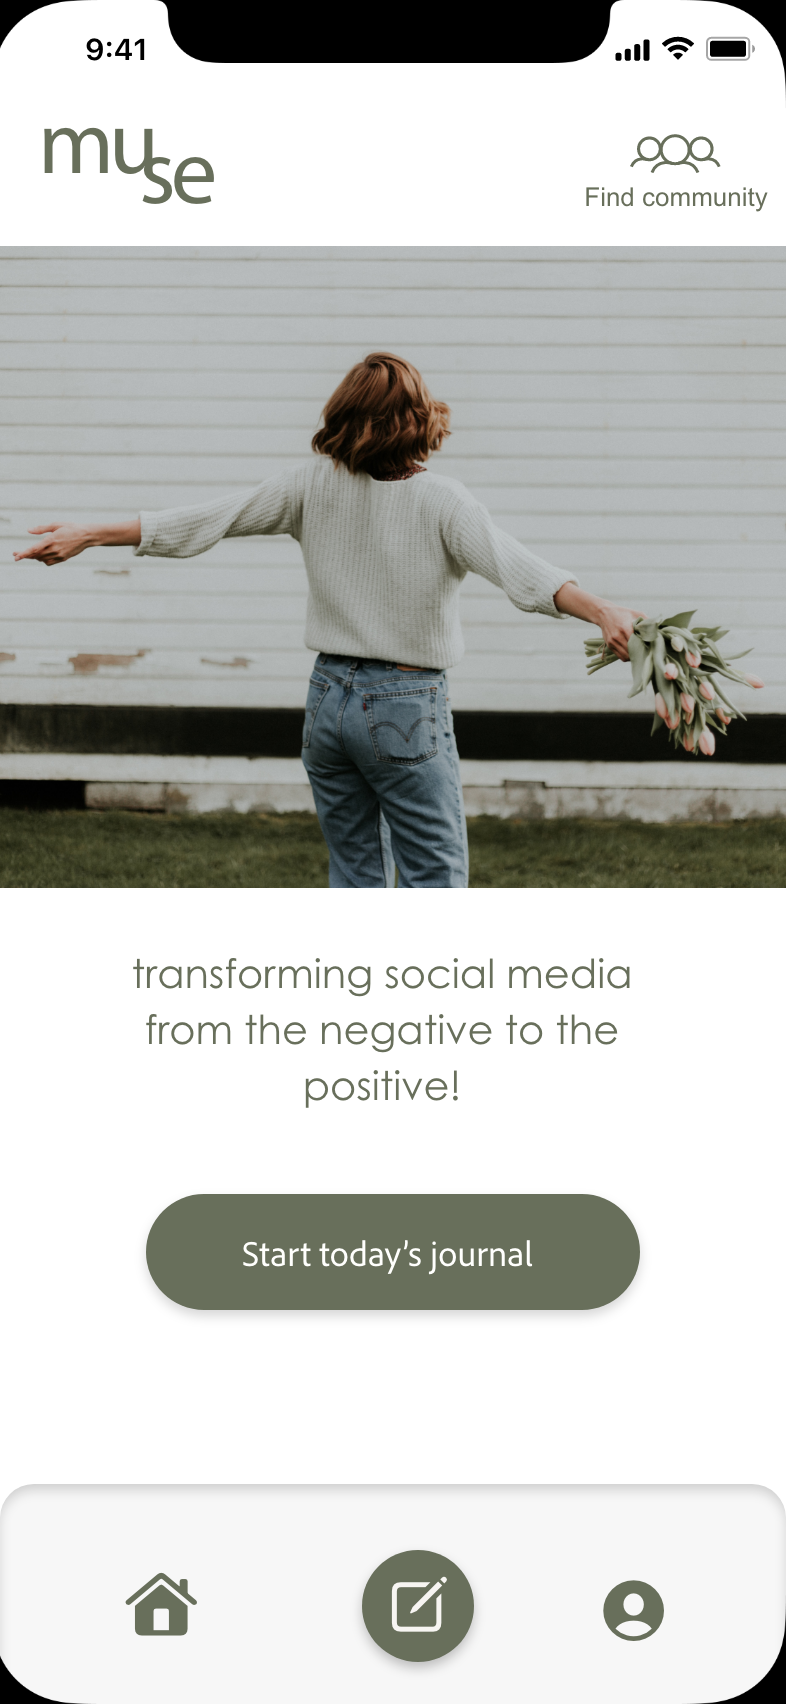 9:41
muse
Find community
transforming social media
from the negative to the
positive!
Start today’s journal